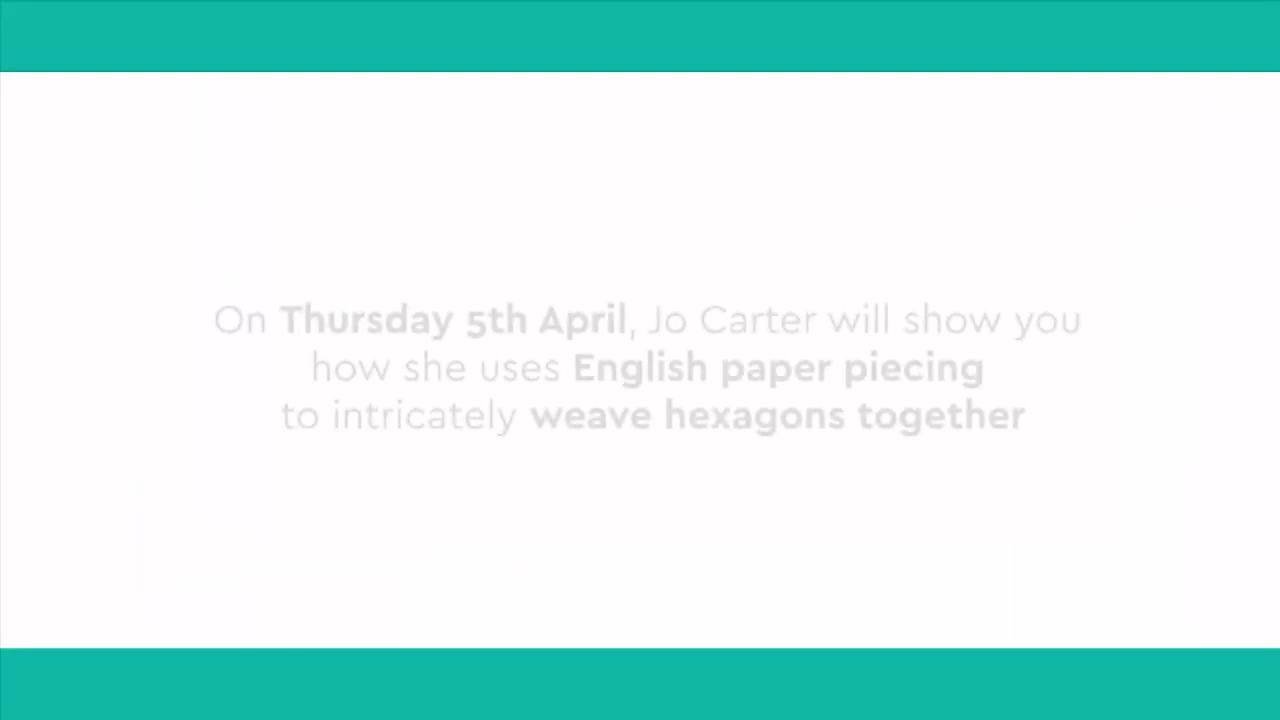 On Thursday 5th April, Jo Carter will show you
how she uses English paper piecing
to intricately weave hexagons together